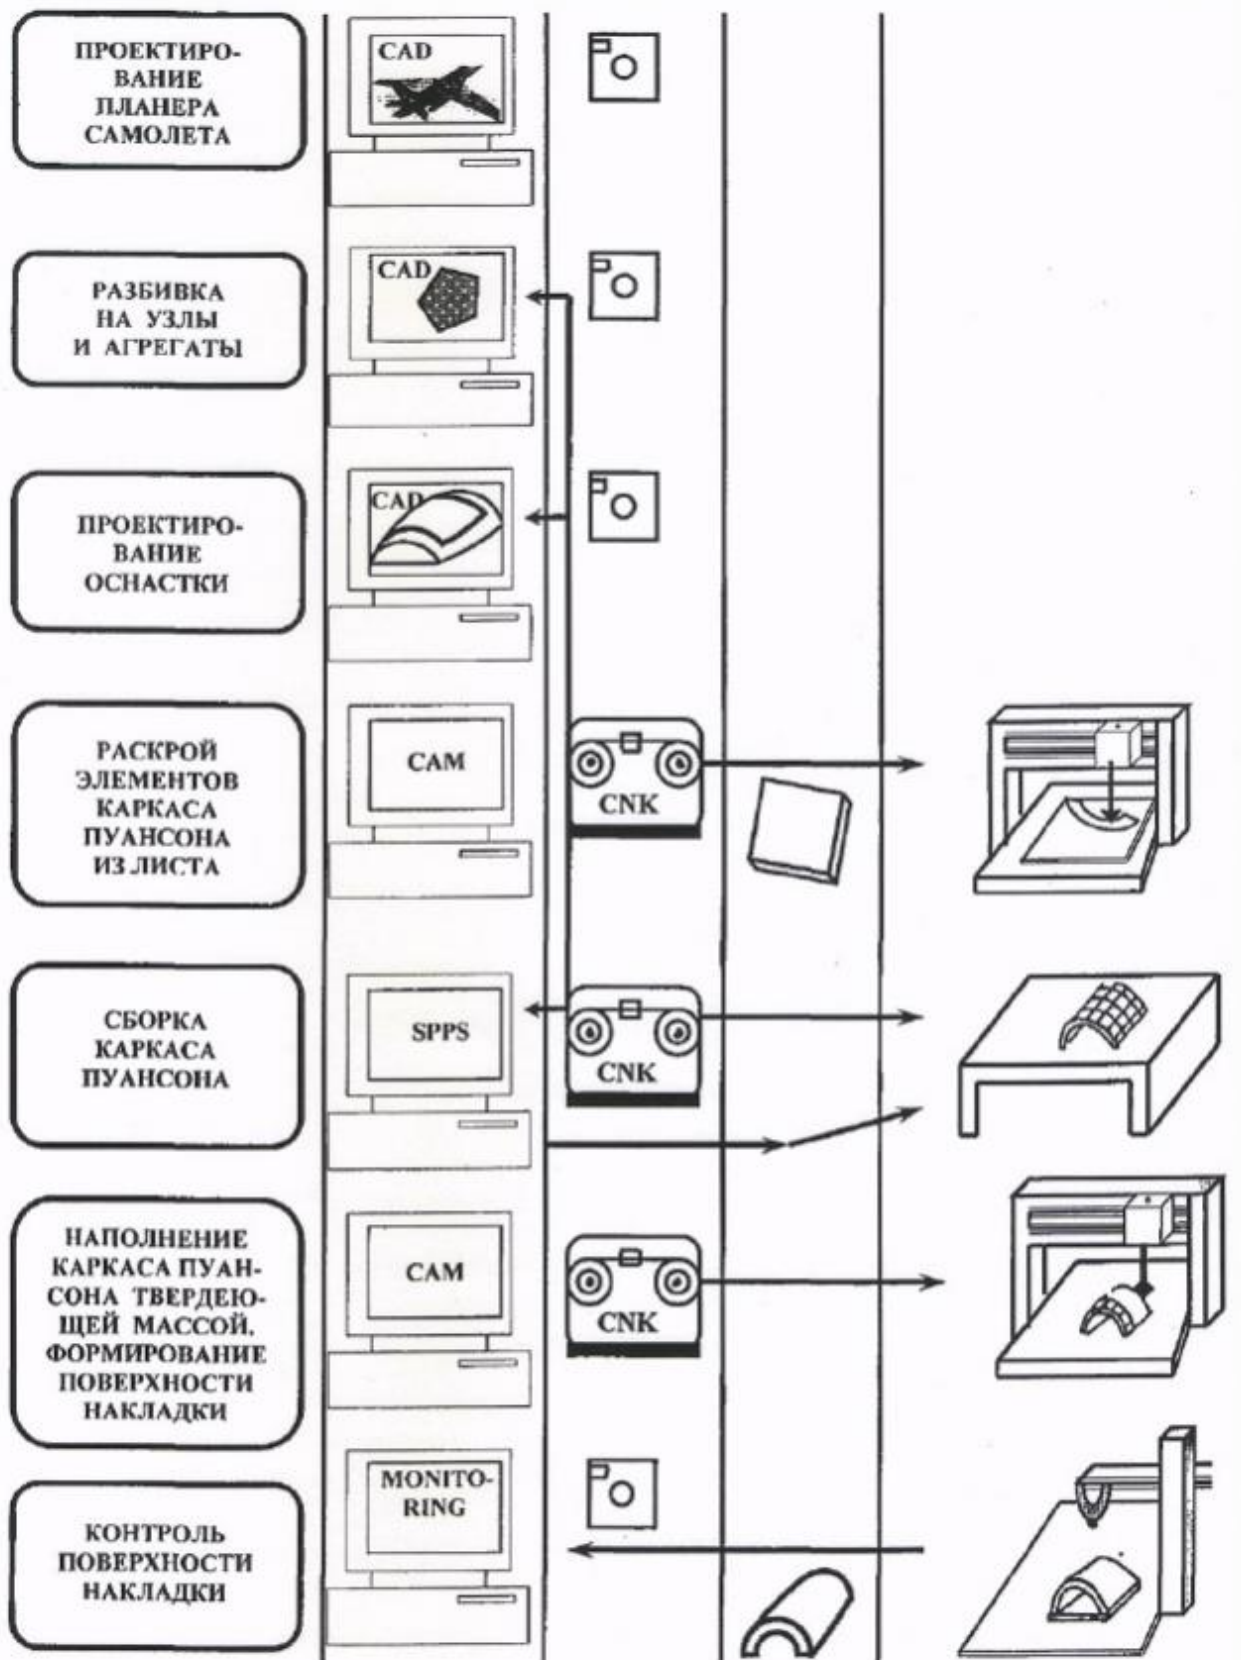 ПРОЕКТИРО-
ВАНИЕ
ПЛАНЕРА
САМОЛЕТА
CAD
РАЗБИВКА
НА УЗЛЫ
И АГРЕГАТЫ
CAD
ПРОЕКТИРО-
ВАНИЕ
ОСНАСТКИ
CAD
РАСКРОЙ
ЭЛЕМЕНТОВ
КАРКАСА
ПУАНСОНА
ИЗ ЛИСТА
CAM
CNK
СБОРКА
КАРКАСА
ПУАНСОНА
SPPS
CNK
НАПОЛНЕНИЕ
КАРКАСА ПУАН-
СОНА ТВЕРДЕЮ-
ЩЕЙ МАССОЙ.
ФОРМИРОВАНИЕ
ПОВЕРХНОСТИ
НАКЛАДКИ
CAM
CNK
КОНТРОЛЬ
ПОВЕРХНОСТИ
НАКЛАДКИ
MONITO-
RING